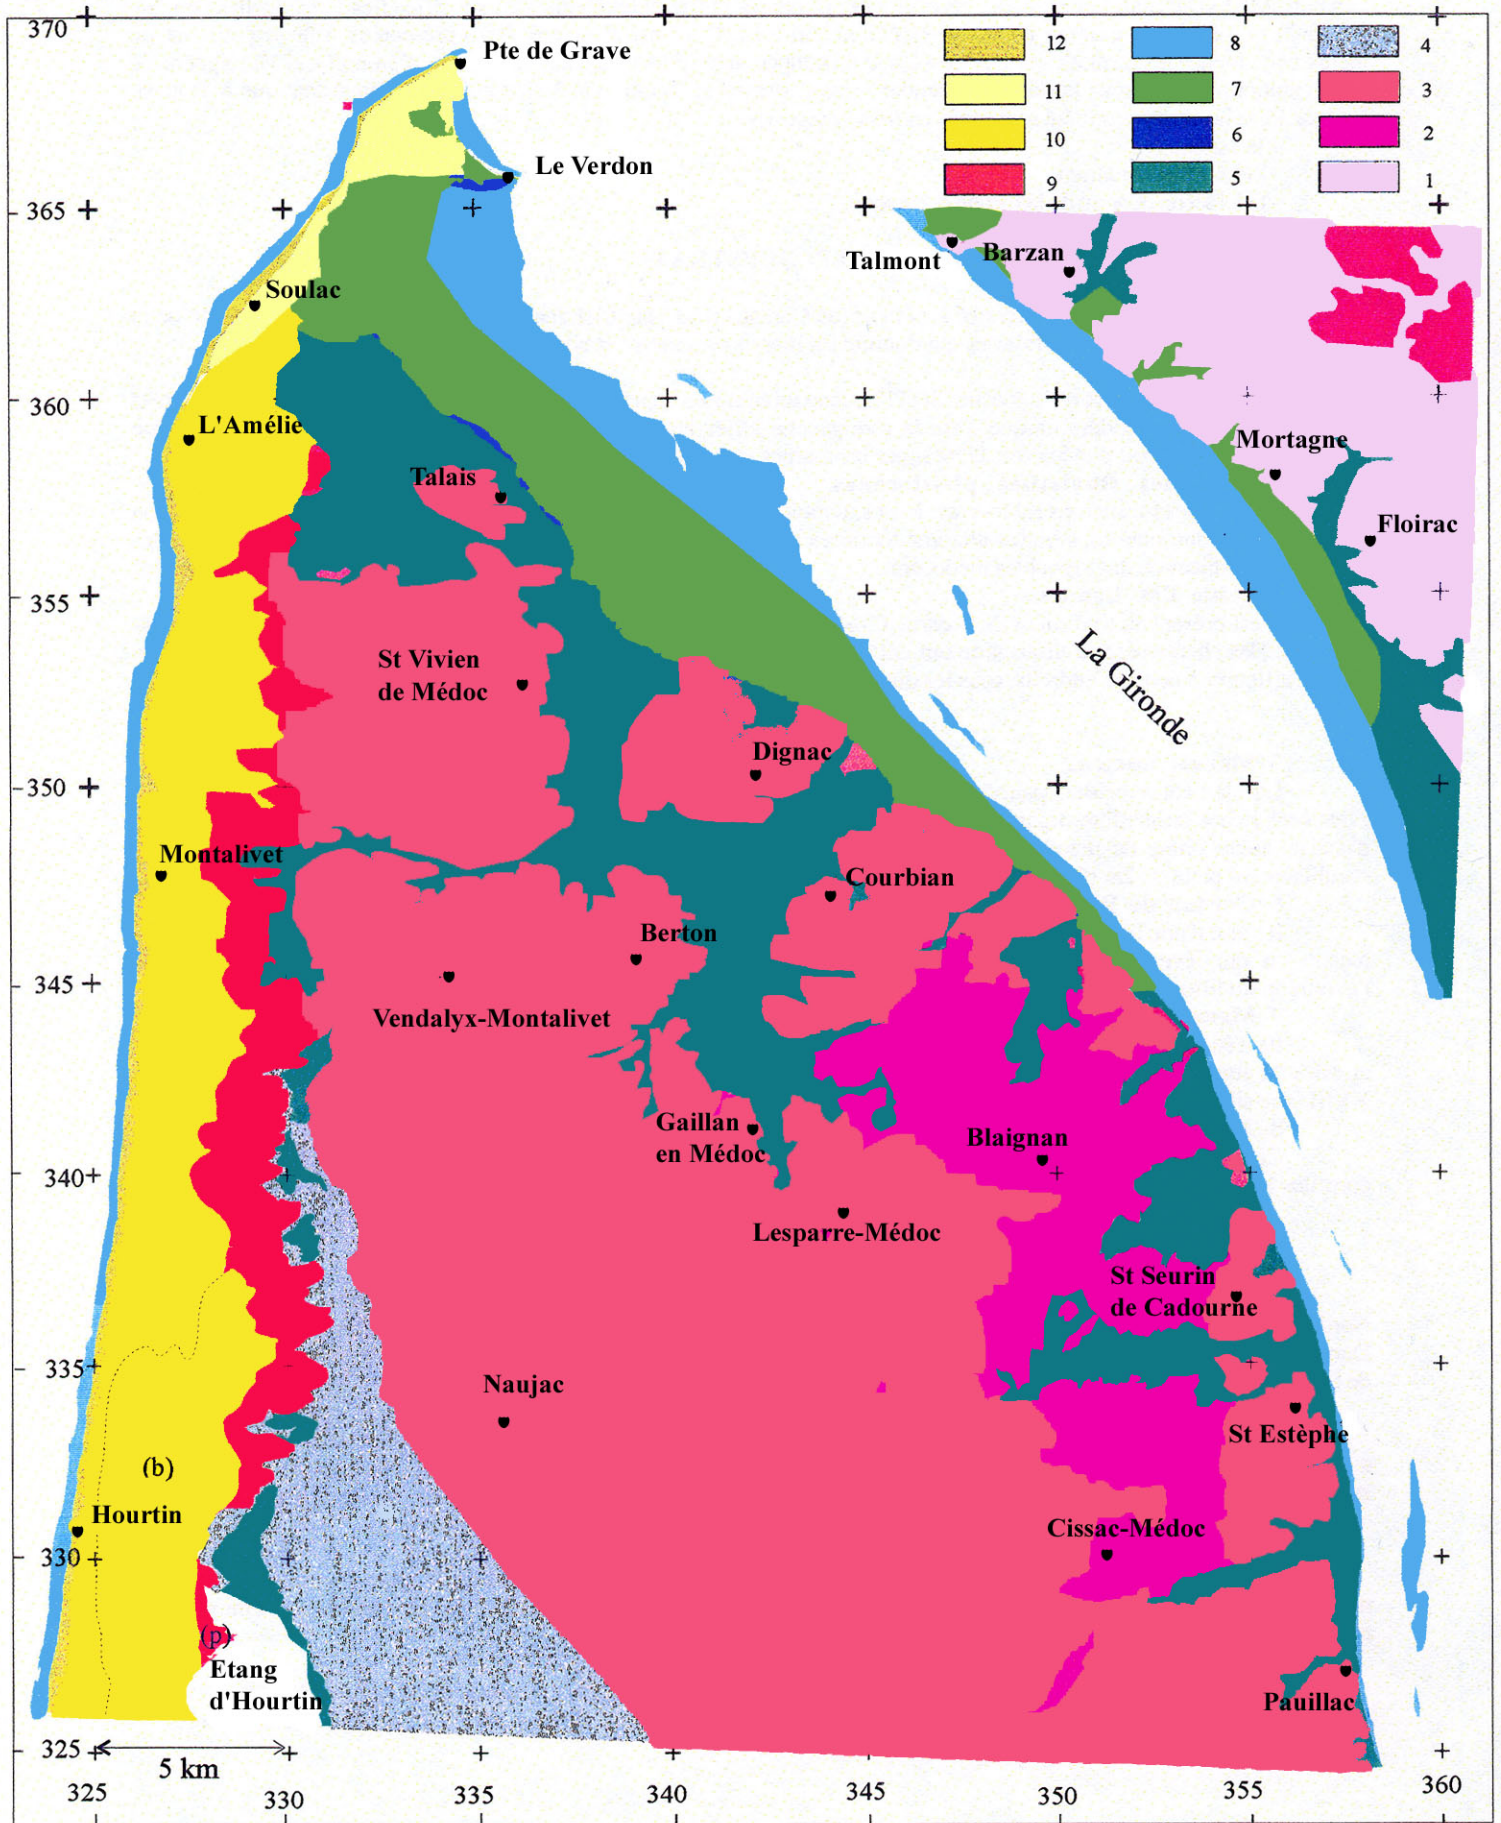 370
Pte de Grave
12
8
4
11
7
3
10
6
2
9
5
1
Le Verdon
365
Talmont
Barzan
Soulac
360
L'Amélie
Mortagne
Talais
Floirac
355
St Vivien
de Médoc
La Gironde
Dignac
350
Montalivet
Courbian
Berton
345
Vendalyx-Montalivet
Gaillan
en Médoc
Blaignan
340
Lesparre-Médoc
St Seurin
de Cadourne
335
Naujac
St Estèphe
(b)
Hourtin
Cissac-Médoc
330
(p)
Etang
d'Hourtin
Pauillac
325
5 km
325
330
335
340
345
350
355
360